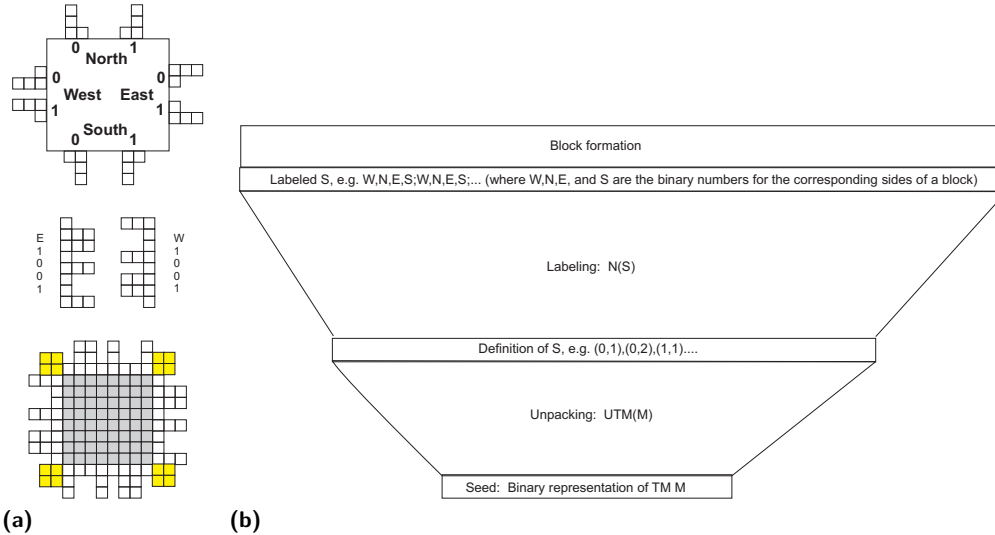 0 1
North
0 0
West East
1 1
South
0 1
E
1
0
0
1
W
1
0
0
1
(a)
Block formation
Labeled S, e.g. W,N,E,S;W,N,E,S;... (where W,N,E, and S are the binary numbers for the corresponding sides of a block)
Labeling: N(S)
Definition of S, e.g. (0,1),(0,2),(1,1)....
Unpacking: UTM(M)
Seed: Binary representation of TM M
(b)